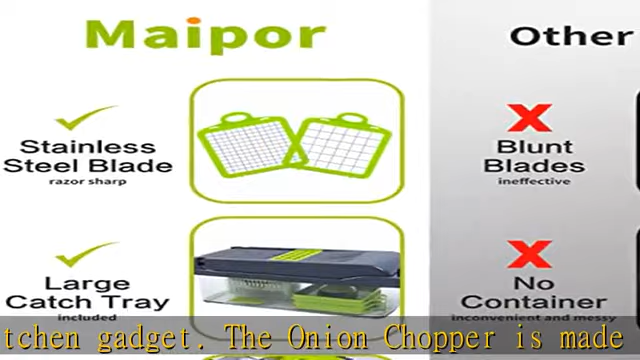 Maipor
Other
Stainless
Steel Blade
razor sharp
Blunt
Blades
ineffective
Large
Catch Tray
included
No
Container
inconvenient and messy
tchen gadget. The Onion Chopper is made